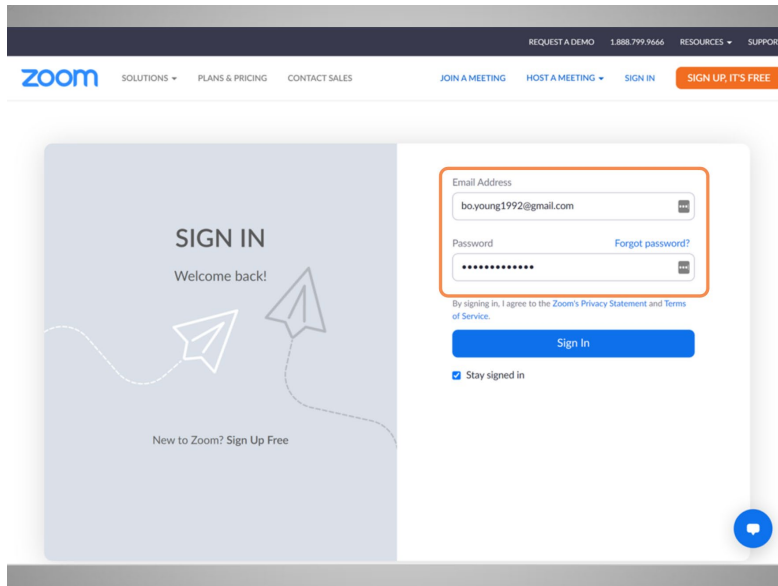 REQUEST A DEMO 1.888.799.9666 RESOURCES SUPPOR
zoom SOLUTIONS PLANS & PRICING CONTACT SALES JOIN A MEETING HOST A MEETING SIGN IN SIGN UP, IT'S FREE
SIGN IN
Welcome back!
New to Zoom? Sign Up Free
Email Address
bo.young1992@gmail.com
Password Forgot password?
•••••••••••••
By signing in, I agree to the Zoom's Privacy Statement and Terms
of Service.
Sign In
Stay signed in